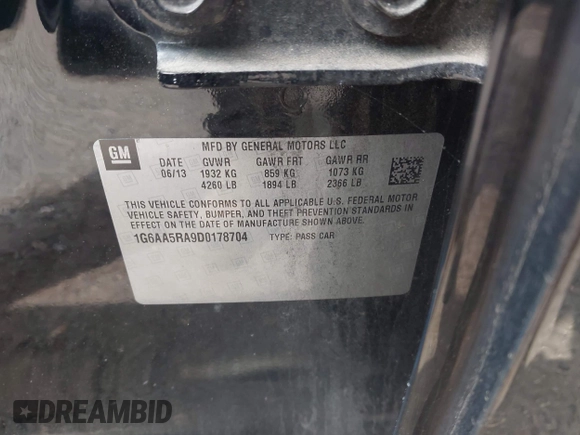 MFD BY GENERAL MOTORS LLC
GM
DATE GVWR GAWR FRT GAWR RR
06/13 1932 KG 859 KG 1073 KG
4260 LB 1894 LB 2366 LB
THIS VEHICLE CONFORMS TO ALL APPLICABLE U.S. FEDERAL MOTOR
VEHICLE SAFETY, BUMPER, AND THEFT PREVENTION STANDARDS IN
EFFECT ON THE DATE OF MANUFACTURE SHOWN ABOVE.
1G6AA5RA9D0178704 TYPE: PASS CAR
DREAMBID